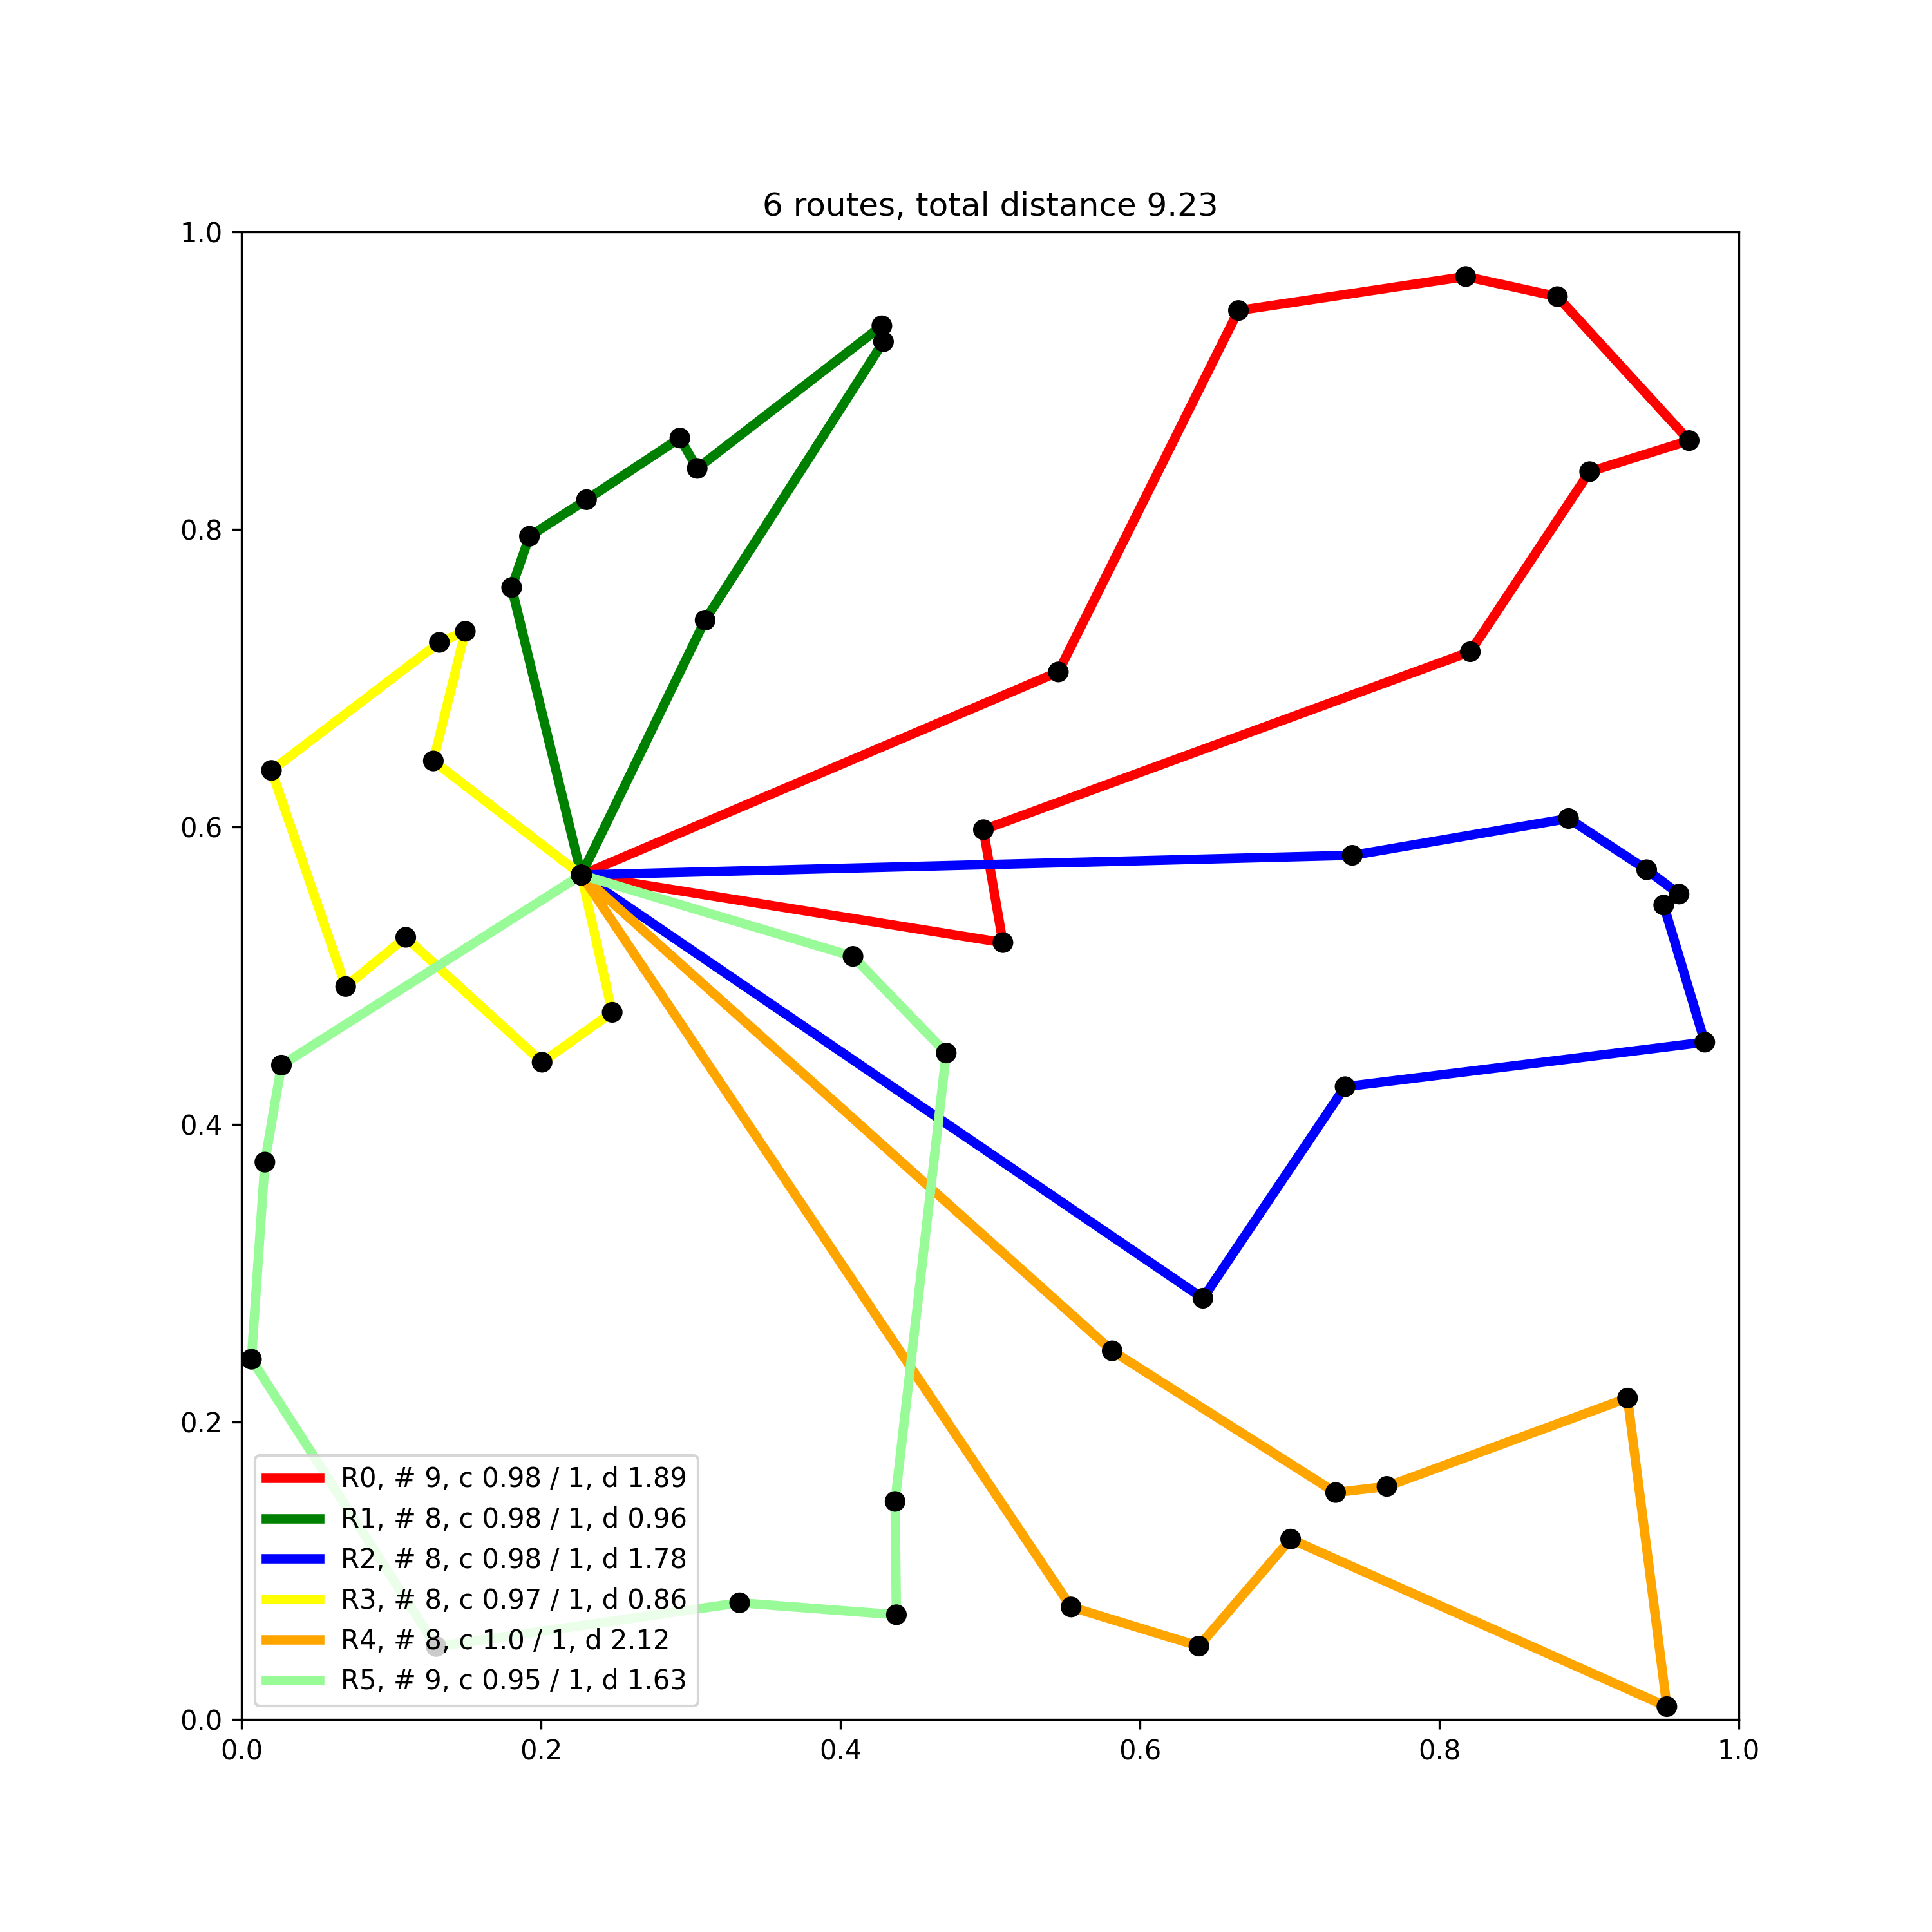 6 routes, total distance 9.23
1.0
0.8
0.6
0.4
0.2
0.0
R0, # 9, c 0.98 / 1, d 1.89
R1, # 8, c 0.98 / 1, d 0.96
R2, # 8, c 0.98 / 1, d 1.78
R3, # 8, c 0.97 / 1, d 0.86
R4, # 8, c 1.0 / 1, d 2.12
R5, # 9, c 0.95 / 1, d 1.63
0.0 0.2 0.4 0.6 0.8 1.0